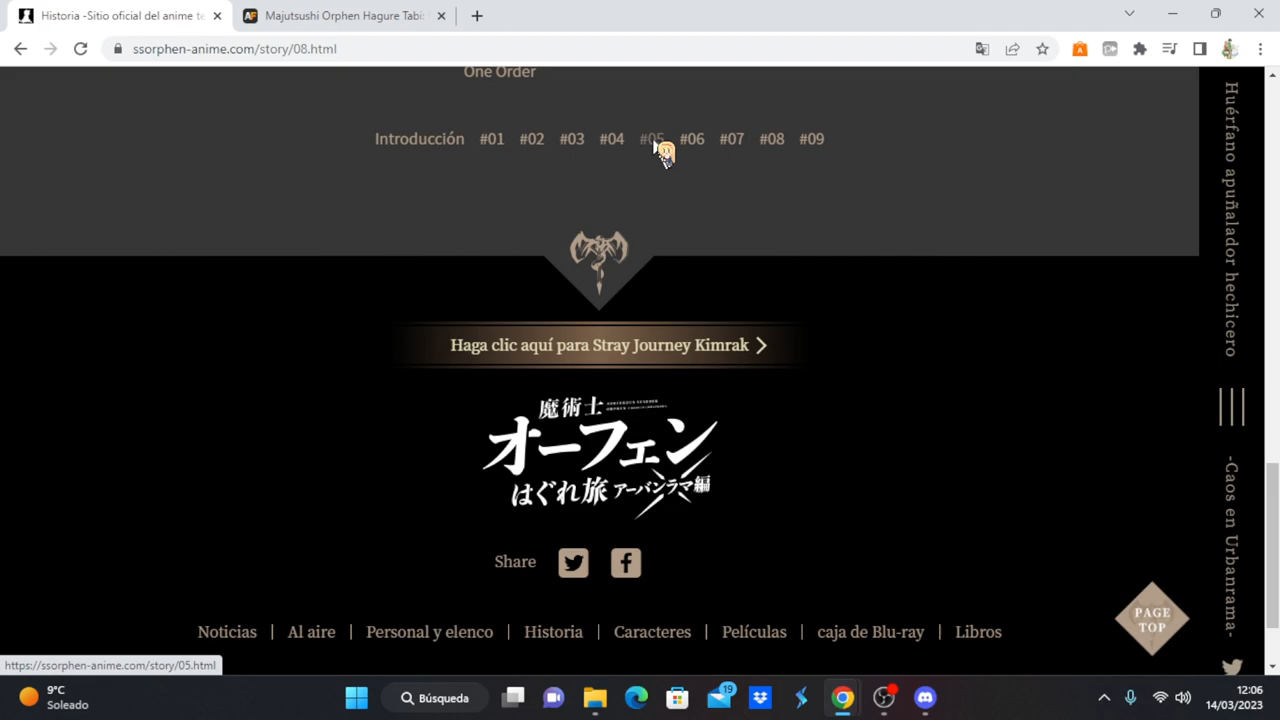 Historia -Sitio oficial del anime te
Majutsushi Orphen Hagure Tabi:
ssorphen-anime.com/story/08.html
One Order
Introducción #01 #02 #03 #04 #05 #06 #07 #08 #09
Haga clic aquí para Stray Journey Kimrak
魔術士
オーフェン
はぐれ旅 アーバンラマ編
Share
PAGE
TOP
Noticias | Al aire | Personal y elenco | Historia | Caracteres | Películas | caja de Blu-ray | Libros
Huérfano apuñalador hechicero
-Caos en Urbanrama-
https://ssorphen-anime.com/story/05.html
9°C
Soleado
Búsqueda
19
12:06
14/03/2023